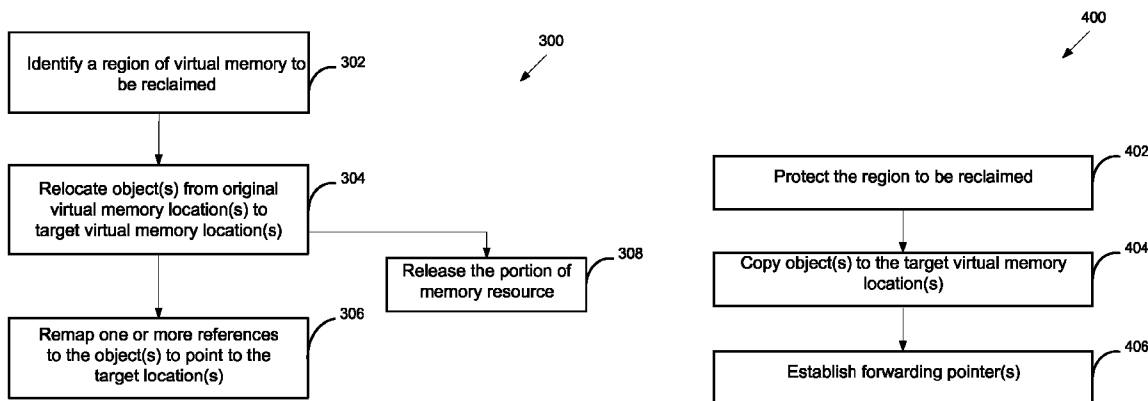 300
Identify a region of virtual memory to
be reclaimed
302
Relocate object(s) from original
virtual memory location(s) to
target virtual memory location(s)
304
Release the portion of
memory resource
308
Remap one or more references
to the object(s) to point to the
target location(s)
306
400
Protect the region to be reclaimed
402
Copy object(s) to the target virtual memory
location(s)
404
Establish forwarding pointer(s)
406